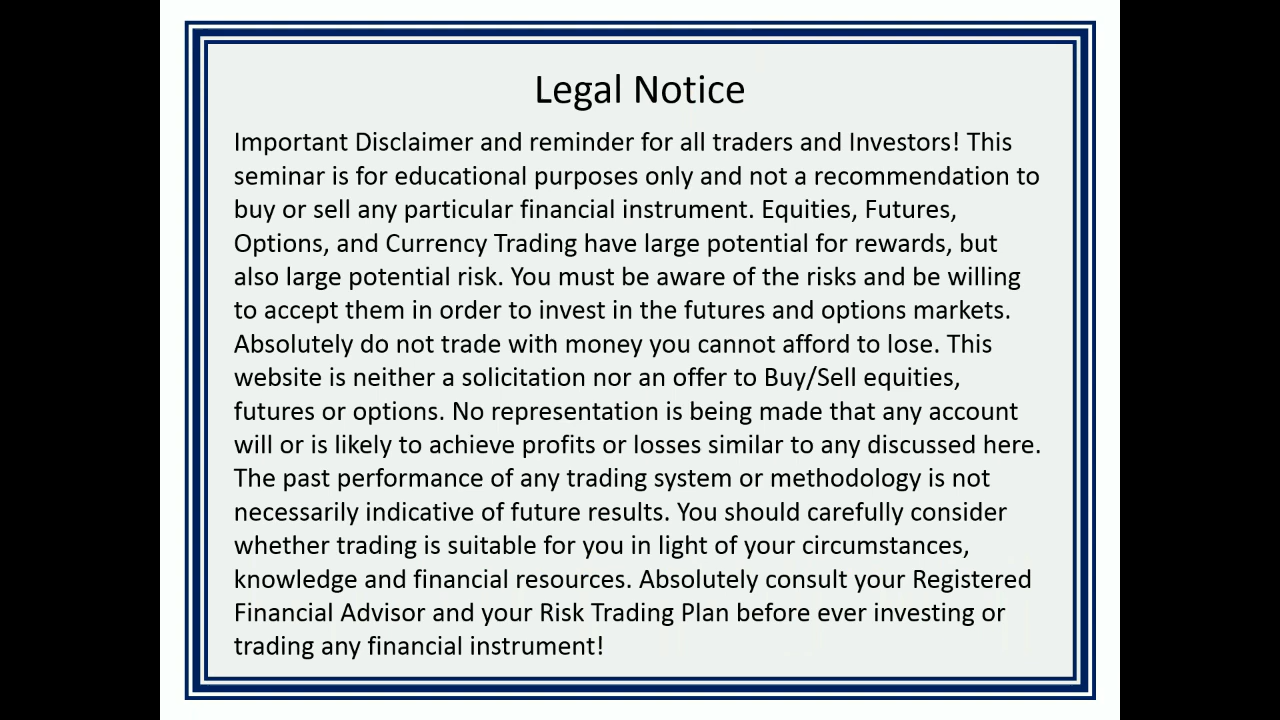 Legal Notice
Important Disclaimer and reminder for all traders and Investors! This
seminar is for educational purposes only and not a recommendation to
buy or sell any particular financial instrument. Equities, Futures,
Options, and Currency Trading have large potential for rewards, but
also large potential risk. You must be aware of the risks and be willing
to accept them in order to invest in the futures and options markets.
Absolutely do not trade with money you cannot afford to lose. This
website is neither a solicitation nor an offer to Buy/Sell equities,
futures or options. No representation is being made that any account
will or is likely to achieve profits or losses similar to any discussed here.
The past performance of any trading system or methodology is not
necessarily indicative of future results. You should carefully consider
whether trading is suitable for you in light of your circumstances,
knowledge and financial resources. Absolutely consult your Registered
Financial Advisor and your Risk Trading Plan before ever investing or
trading any financial instrument!